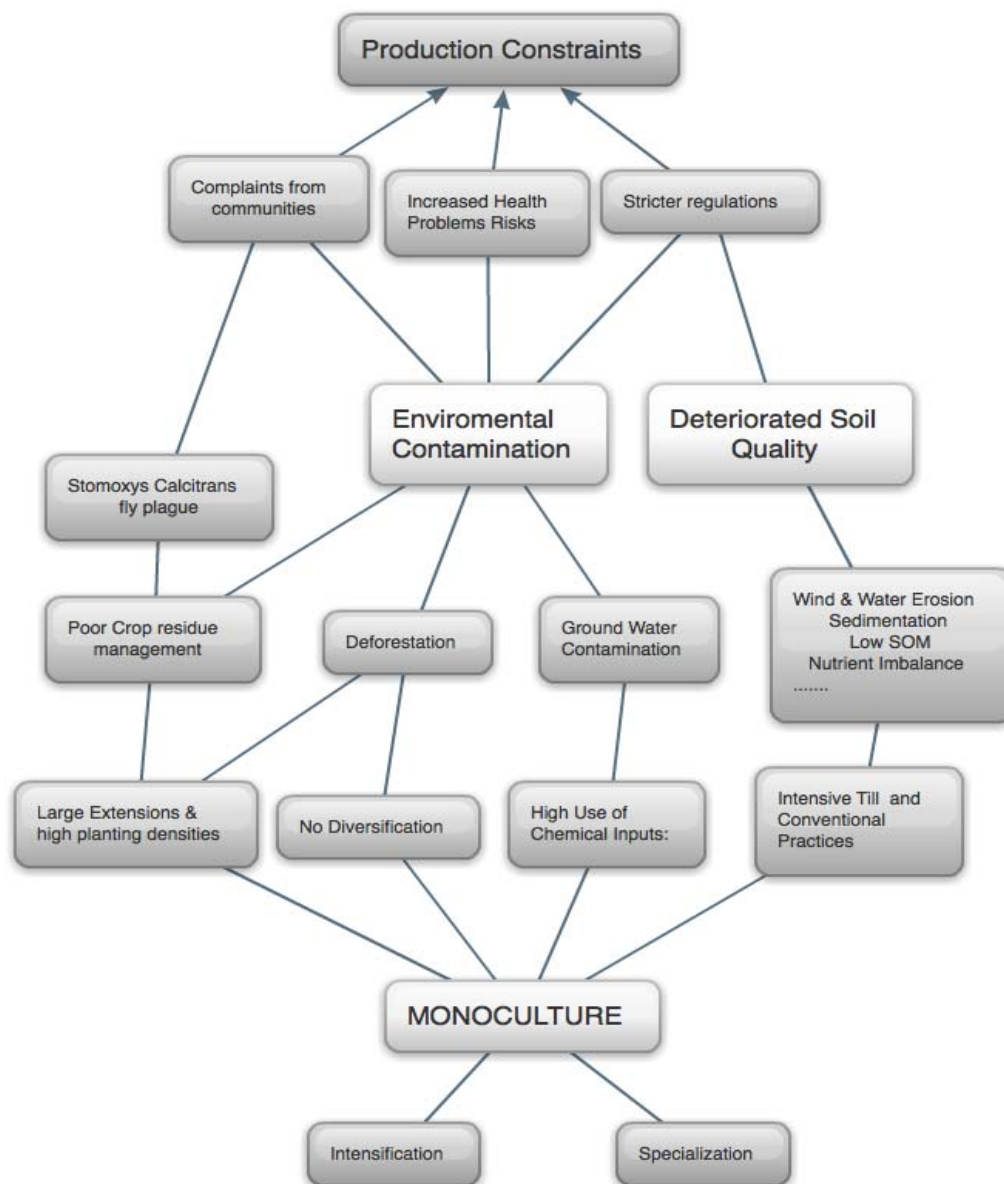 Production Constraints
Complaints from
communities
Increased Health
Problems Risks
Stricter regulations
Enviromental
Contamination
Deteriorated Soil
Quality
Stomoxys Calcitrans
fly plague
Poor Crop residue
management
Deforestation
Ground Water
Contamination
Wind & Water Erosion
Sedimentation
Low SOM
Nutrient Imbalance
.......
Large Extensions &
high planting densities
No Diversification
High Use of
Chemical Inputs:
Intensive Till and
Conventional
Practices
MONOCULTURE
Intensification
Specialization